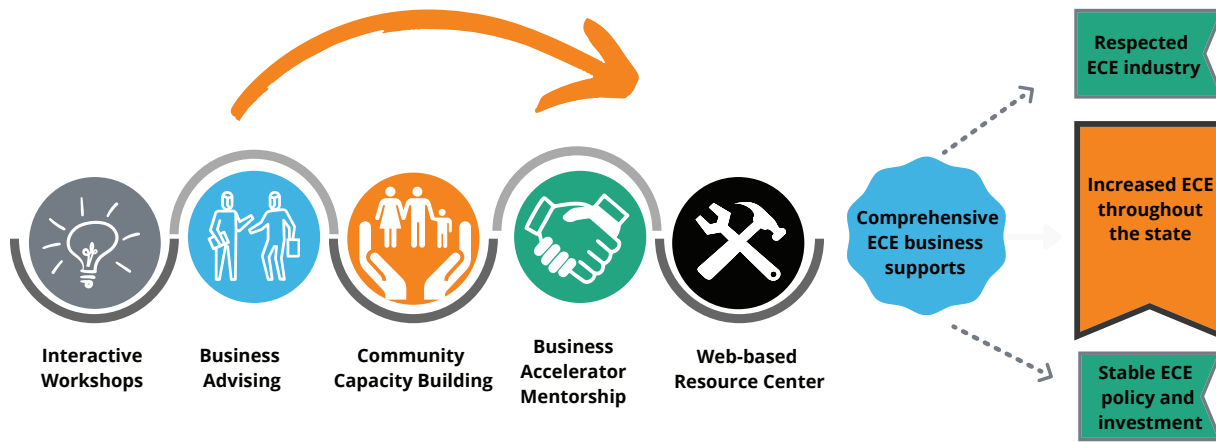 Interactive
Workshops
Business
Advising
Community
Capacity Building
Business
Accelerator
Mentorship
Web-based
Resource Center
Comprehensive
ECE business
supports
Respected
ECE industry
Increased ECE
throughout
the state
Stable ECE
policy and
investment